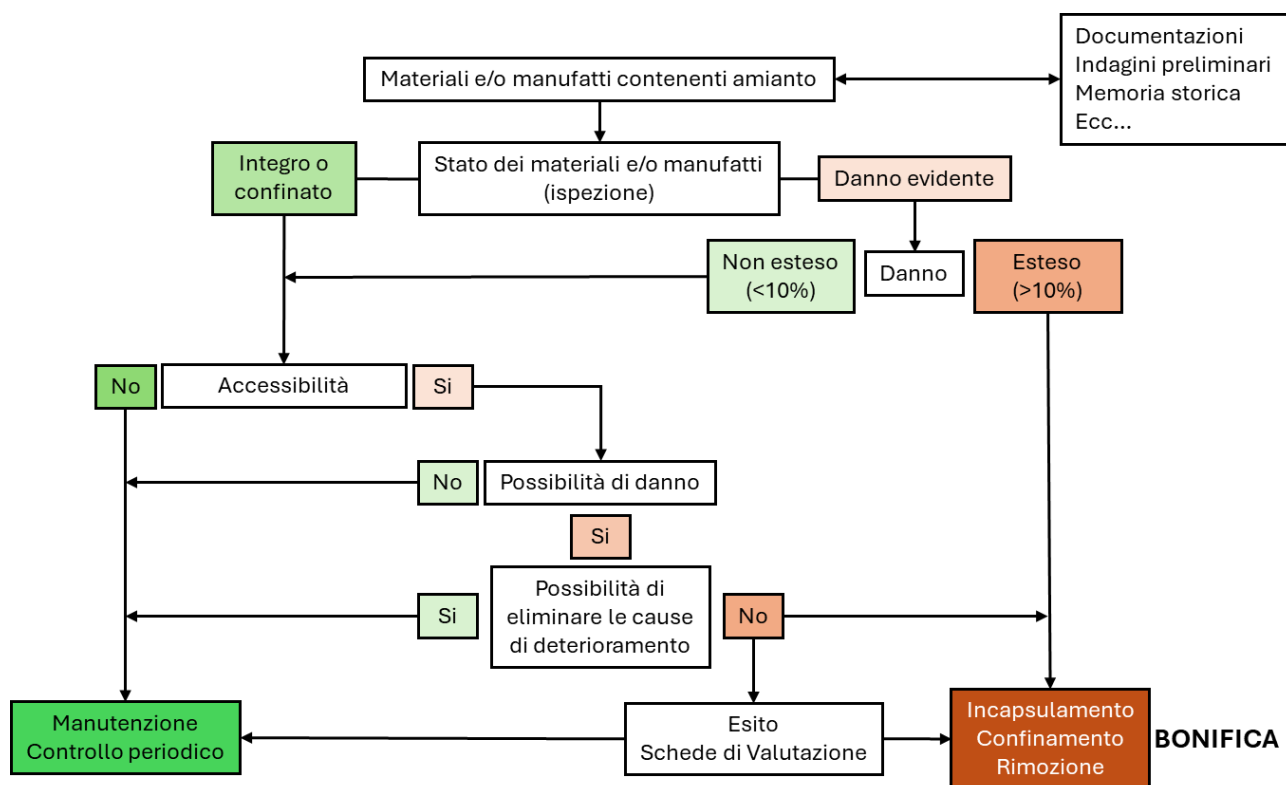 Documentazioni
Indagini preliminari
Memoria storica
Ecc...
Materiali e/o manufatti contenenti amianto
Integro o
confinato
Stato dei materiali e/o manufatti
(ispezione)
Danno evidente
Non esteso
(<10%)
Danno
Esteso
(>10%)
No
Accessibilità
Si
No
Possibilità di danno
Si
Si
Possibilità di
eliminare le cause
di deterioramento
No
Manutenzione
Controllo periodico
Esito
Schede di Valutazione
Incapsulamento
Confinamento
Rimozione
BONIFICA